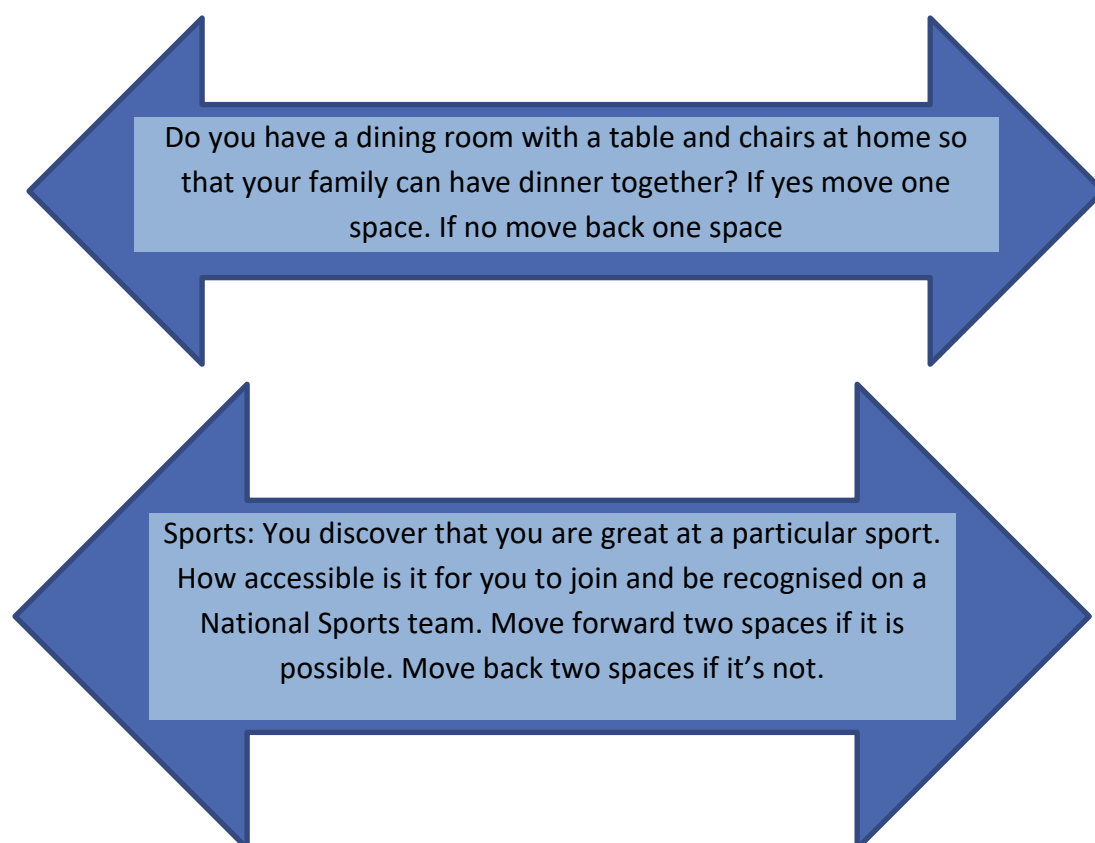 Do you have a dining room with a table and chairs at home so
that your family can have dinner together? If yes move one
space. If no move back one space
Sports: You discover that you are great at a particular sport.
How accessible is it for you to join and be recognised on a
National Sports team. Move forward two spaces if it is
possible. Move back two spaces if it’s not.